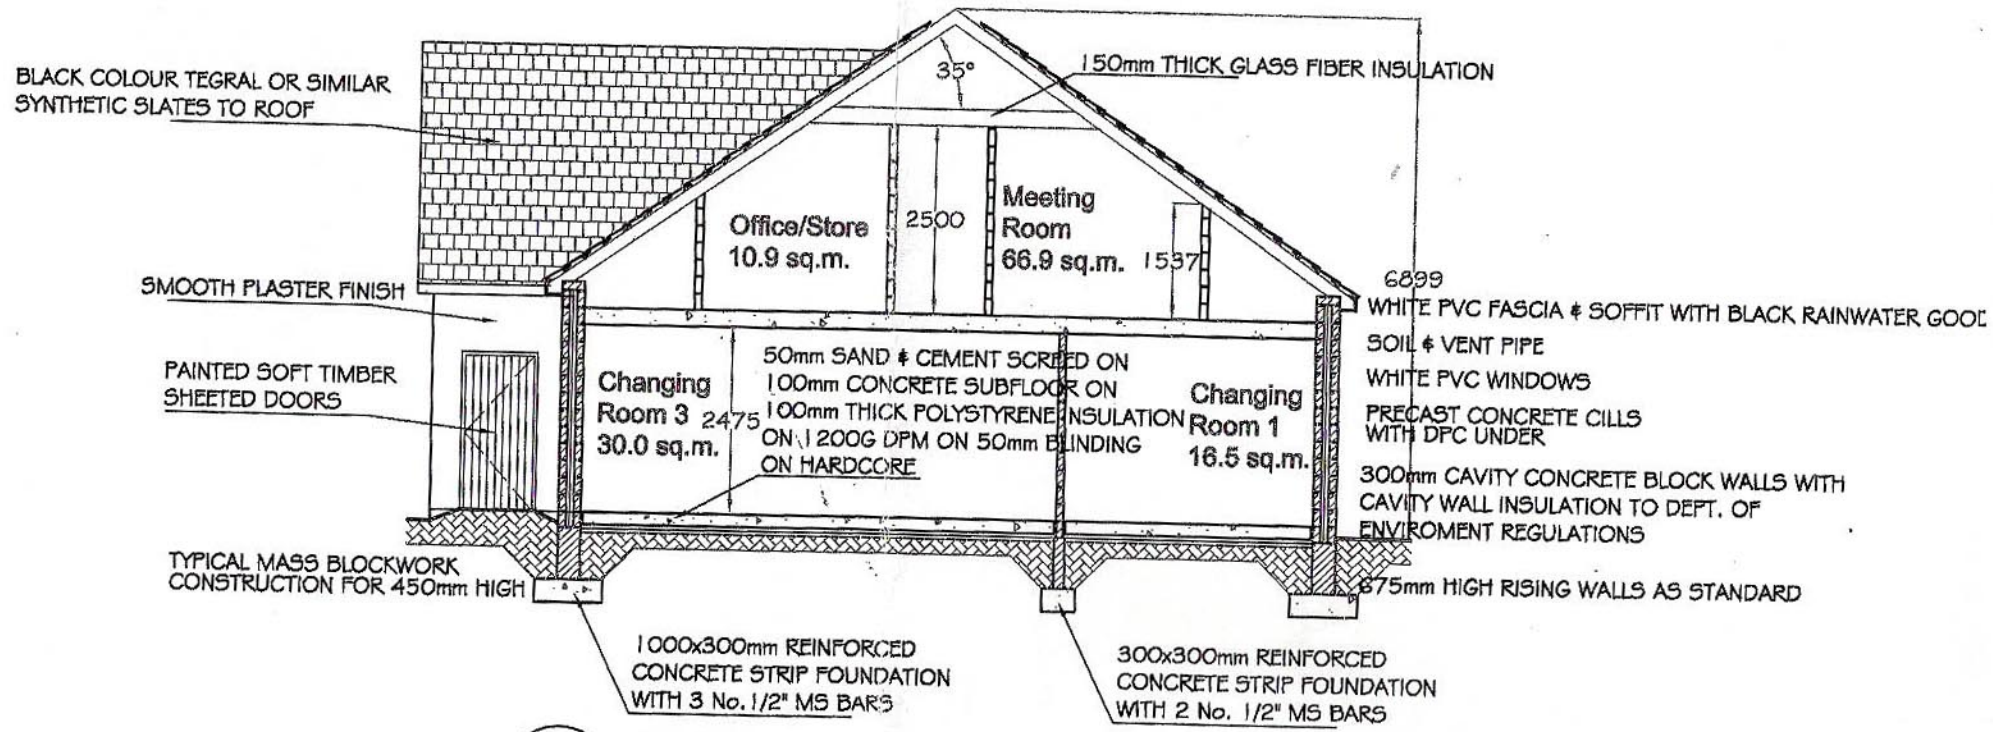 BLACK COLOUR TEGRAL OR SIMILAR
SYNTHETIC SLATES TO ROOF
35°
150mm THICK GLASS FIBER INSULATION
SMOOTH PLASTER FINISH
PAINTED SOFT TIMBER
SHEETED DOORS
Office/Store
10.9 sq.m.
2500
Meeting
Room
66.9 sq.m.
1537
6899
WHITE PVC FASCIA & SOFFIT WITH BLACK RAINWATER GOOD
SOIL & VENT PIPE
WHITE PVC WINDOWS
PRECAST CONCRETE CILLS
WITH DPC UNDER
300mm CAVITY CONCRETE BLOCK WALLS WITH
CAVITY WALL INSULATION TO DEPT. OF
ENVIROMENT REGULATIONS
Changing
Room 3
30.0 sq.m.
2475
50mm SAND & CEMENT SCREED ON
100mm CONCRETE SUBFLOOR ON
100mm THICK POLYSTYRENE INSULATION
ON 1200G DPM ON 50mm BLINDING
ON HARDCORE
Changing
Room 1
16.5 sq.m.
TYPICAL MASS BLOCKWORK
CONSTRUCTION FOR 450mm HIGH
675mm HIGH RISING WALLS AS STANDARD
1000x300mm REINFORCED
CONCRETE STRIP FOUNDATION
WITH 3 No. 1/2" MS BARS
300x300mm REINFORCED
CONCRETE STRIP FOUNDATION
WITH 2 No. 1/2" MS BARS